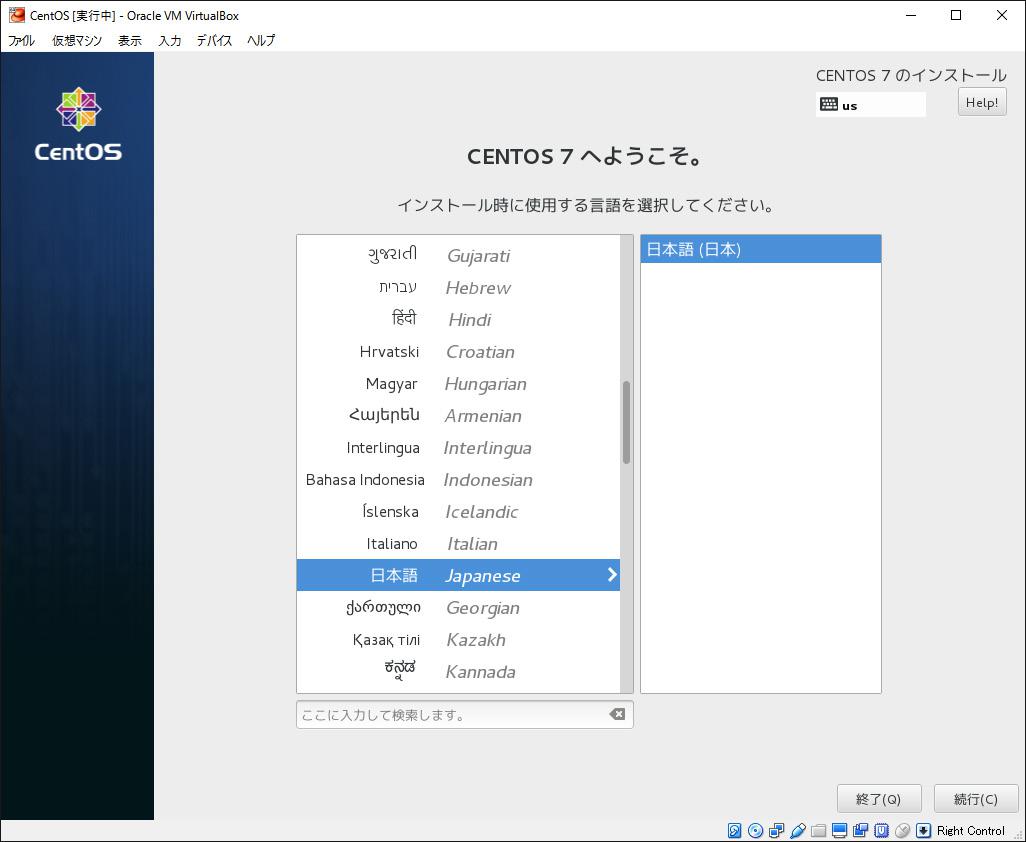 CentOS [実行中] - Oracle VM VirtualBox
ファイル 仮想マシン 表示 入力 デバイス ヘルプ
CentOS
CENTOS 7 のインストール
us
Help!
CENTOS 7 へようこそ。
インストール時に使用する言語を選択してください。
ગુજરાતી Gujarati
עברית Hebrew
हिंदी Hindi
Hrvatski Croatian
Magyar Hungarian
Հայերեն Armenian
Interlingua Interlingua
Bahasa Indonesia Indonesian
Íslenska Icelandic
Italiano Italian
日本語 Japanese
ქართული Georgian
Қазақ тілі Kazakh
ಕನ್ನಡ Kannada
日本語 (日本)
ここに入力して検索します。
終了(Q)
続行(C)
Right Control